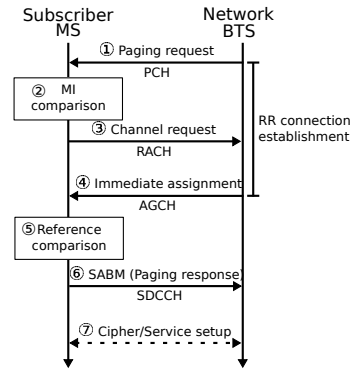 Subscriber
MS
Network
BTS
① Paging request
PCH
② MI
comparison
③ Channel request
RACH
RR connection
establishment
④ Immediate assignment
AGCH
⑤Reference
comparison
⑥ SABM (Paging response)
SDCCH
⑦ Cipher/Service setup